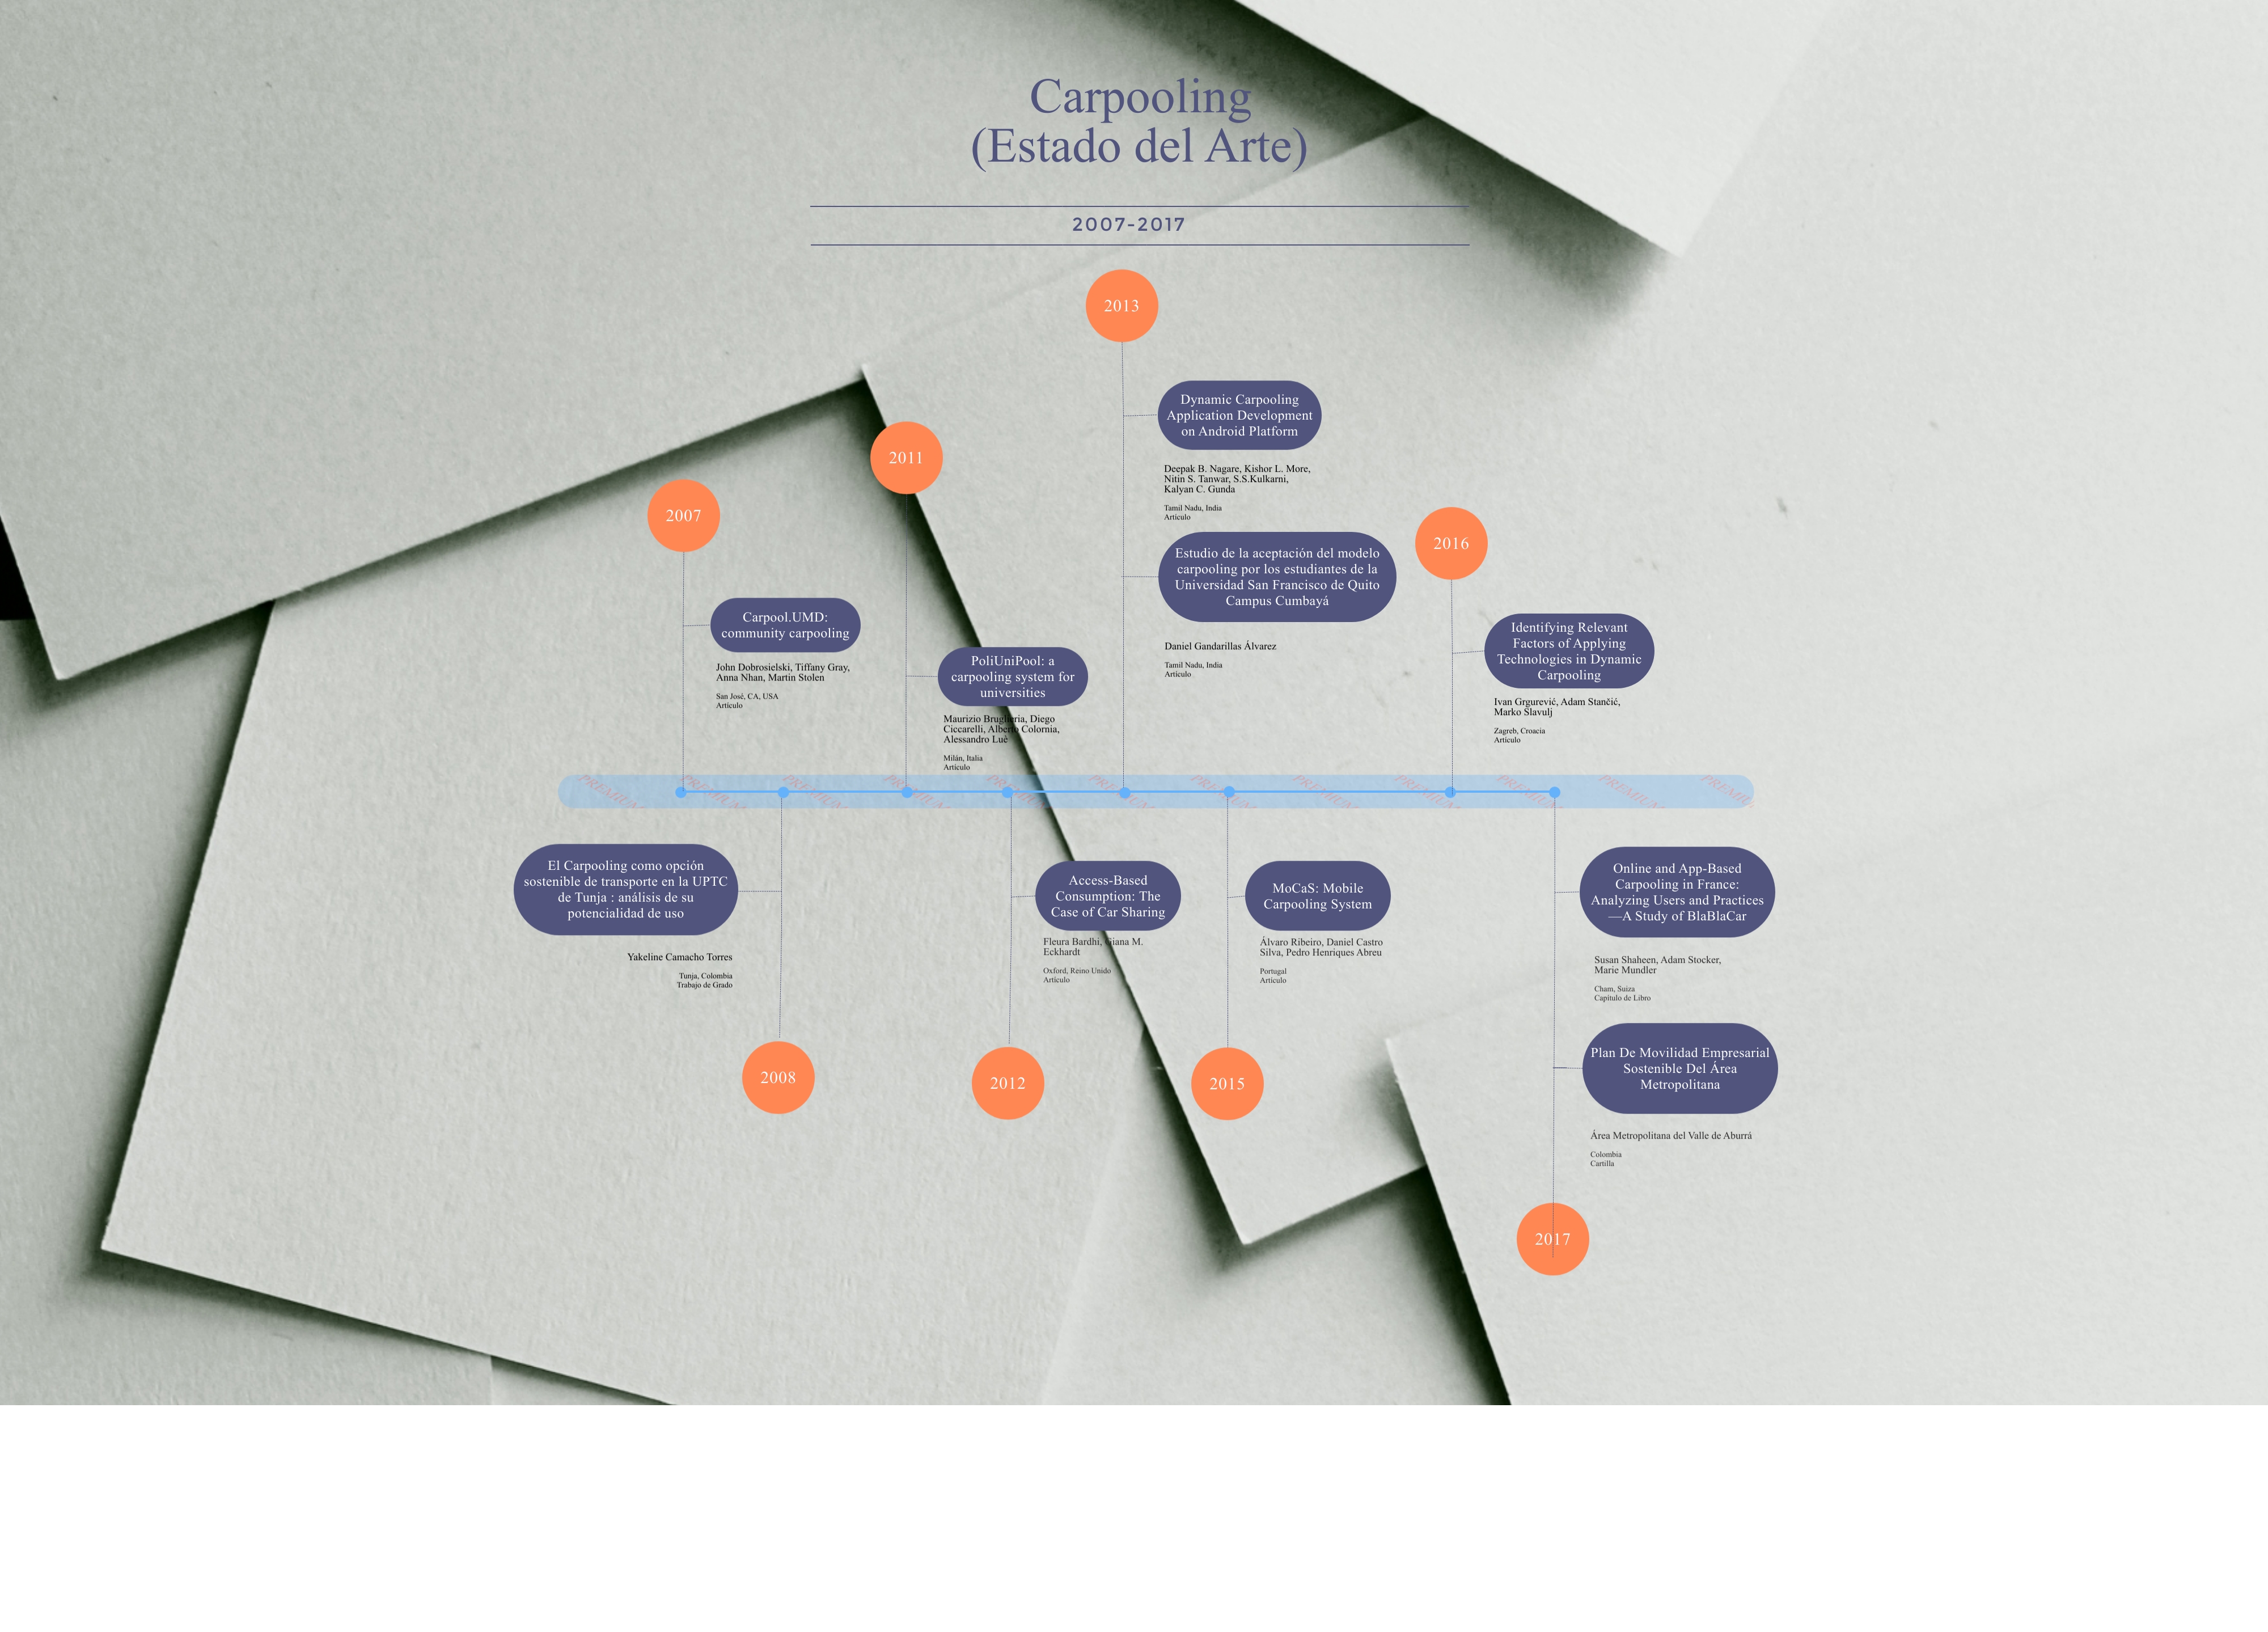 Carpooling
(Estado del Arte)
2007-2017
2013
Dynamic Carpooling
Application Development
on Android Platform
Deepak B. Nagare, Kishor L. More,
Nitin S. Tanwar, S.S.Kulkarni,
Kalyan C. Gunda
Tamil Nadu, India
Artículo
Estudio de la aceptación del modelo
carpooling por los estudiantes de la
Universidad San Francisco de Quito
Campus Cumbayá
Daniel Gandarillas Álvarez
Tamil Nadu, India
Artículo
2011
PoliUniPool: a
carpooling system for
universities
Maurizio Bruglieria, Diego
Ciccarelli, Alberto Colornia,
Alessandro Luè
Milán, Italia
Artículo
2007
Carpool.UMD:
community carpooling
John Dobrosielski, Tiffany Gray,
Anna Nhan, Martin Stolen
San José, CA, USA
Artículo
2016
Identifying Relevant
Factors of Applying
Technologies in Dynamic
Carpooling
Ivan Grgurević, Adam Stančić,
Marko Slavulj
Zagreb, Croacia
Artículo
PREMIUM PREMIUM PREMIUM PREMIUM PREMIUM PREMIUM PREMIUM PREMIUM PREMIUM PREMIUM PREMIUM PREMIU
El Carpooling como opción
sostenible de transporte en la UPTC
de Tunja : análisis de su
potencialidad de uso
Yakeline Camacho Torres
Tunja, Colombia
Trabajo de Grado
2008
Access-Based
Consumption: The
Case of Car Sharing
Fleura Bardhi, Giana M.
Eckhardt
Oxford, Reino Unido
Artículo
2012
MoCaS: Mobile
Carpooling System
Álvaro Ribeiro, Daniel Castro
Silva, Pedro Henriques Abreu
Portugal
Artículo
2015
Online and App-Based
Carpooling in France:
Analyzing Users and Practices
—A Study of BlaBlaCar
Susan Shaheen, Adam Stocker,
Marie Mundler
Cham, Suiza
Capítulo de Libro
Plan De Movilidad Empresarial
Sostenible Del Área
Metropolitana
Área Metropolitana del Valle de Aburrá
Colombia
Cartilla
2017